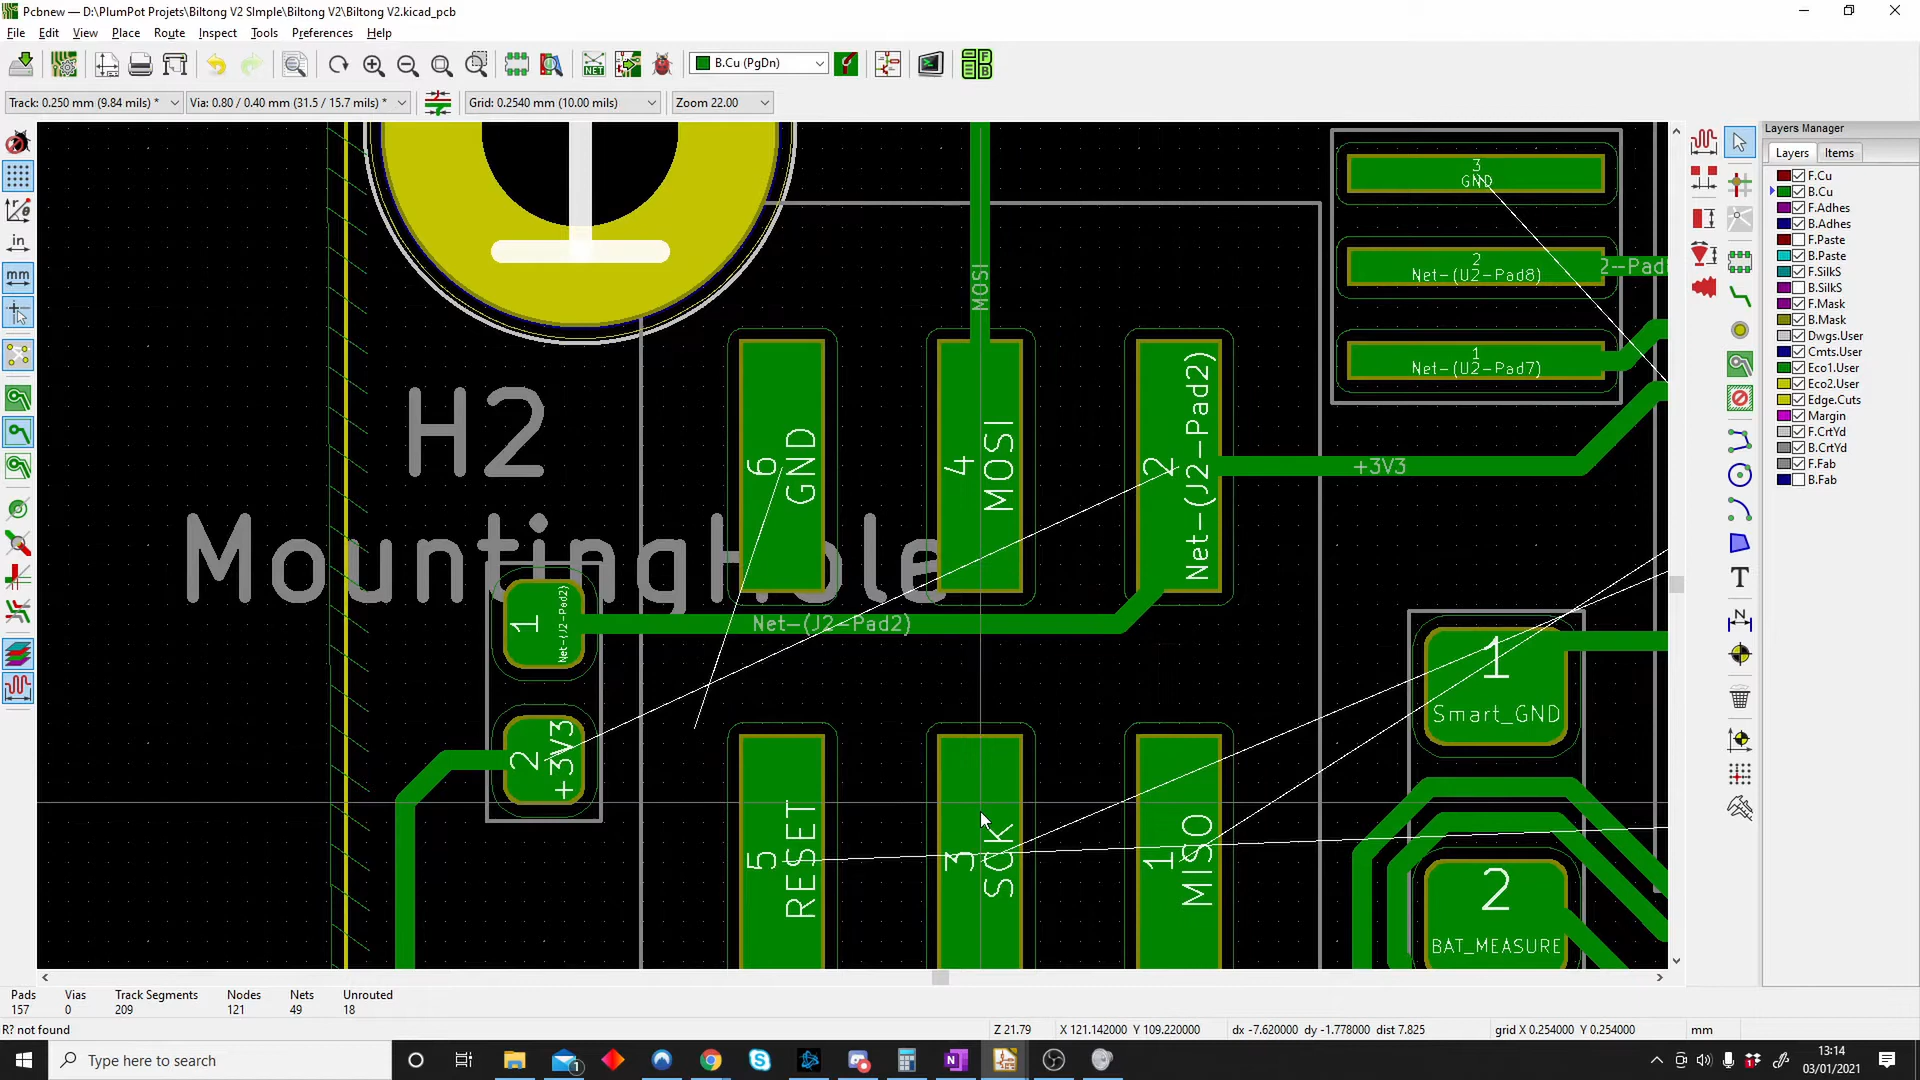 Pcbnew — D:\PlumPot Projets\Biltong V2 SImple\Biltong V2\Biltong V2.kicad_pcb
File Edit View Place Route Inspect Tools Preferences Help
NET
B.Cu (PgDn)
Track: 0.250 mm (9.84 mils) *
Via: 0.80 / 0.40 mm (31.5 / 15.7 mils) *
Grid: 0.2540 mm (10.00 mils)
Zoom 22.00
in
mm
3
GND
2
Net-(U2-Pad8)
1
Net-(U2-Pad7)
MOSI
H2
MountingHole
6
GND
4
MOSI
2
Net-(J2-Pad2)
+3V3
1
Net-(J2-Pad2)
Net-(J2-Pad2)
2
+3V3
5
RESET
3
SCK
1
MISO
1
Smart_GND
2
BAT_MEASURE
Layers Manager
Layers Items
F.Cu
B.Cu
F.Adhes
B.Adhes
F.Paste
B.Paste
F.SilkS
B.SilkS
F.Mask
B.Mask
Dwgs.User
Cmts.User
Eco1.User
Eco2.User
Edge.Cuts
Margin
F.CrtYd
B.CrtYd
F.Fab
B.Fab
Pads Vias Track Segments Nodes Nets Unrouted
157 0 209 121 49 18
R? not found
Z 21.79
X 121.142000 Y 109.220000
dx -7.620000 dy -1.778000 dist 7.825
grid X 0.254000 Y 0.254000
mm
Type here to search
1
13:14
03/01/2021